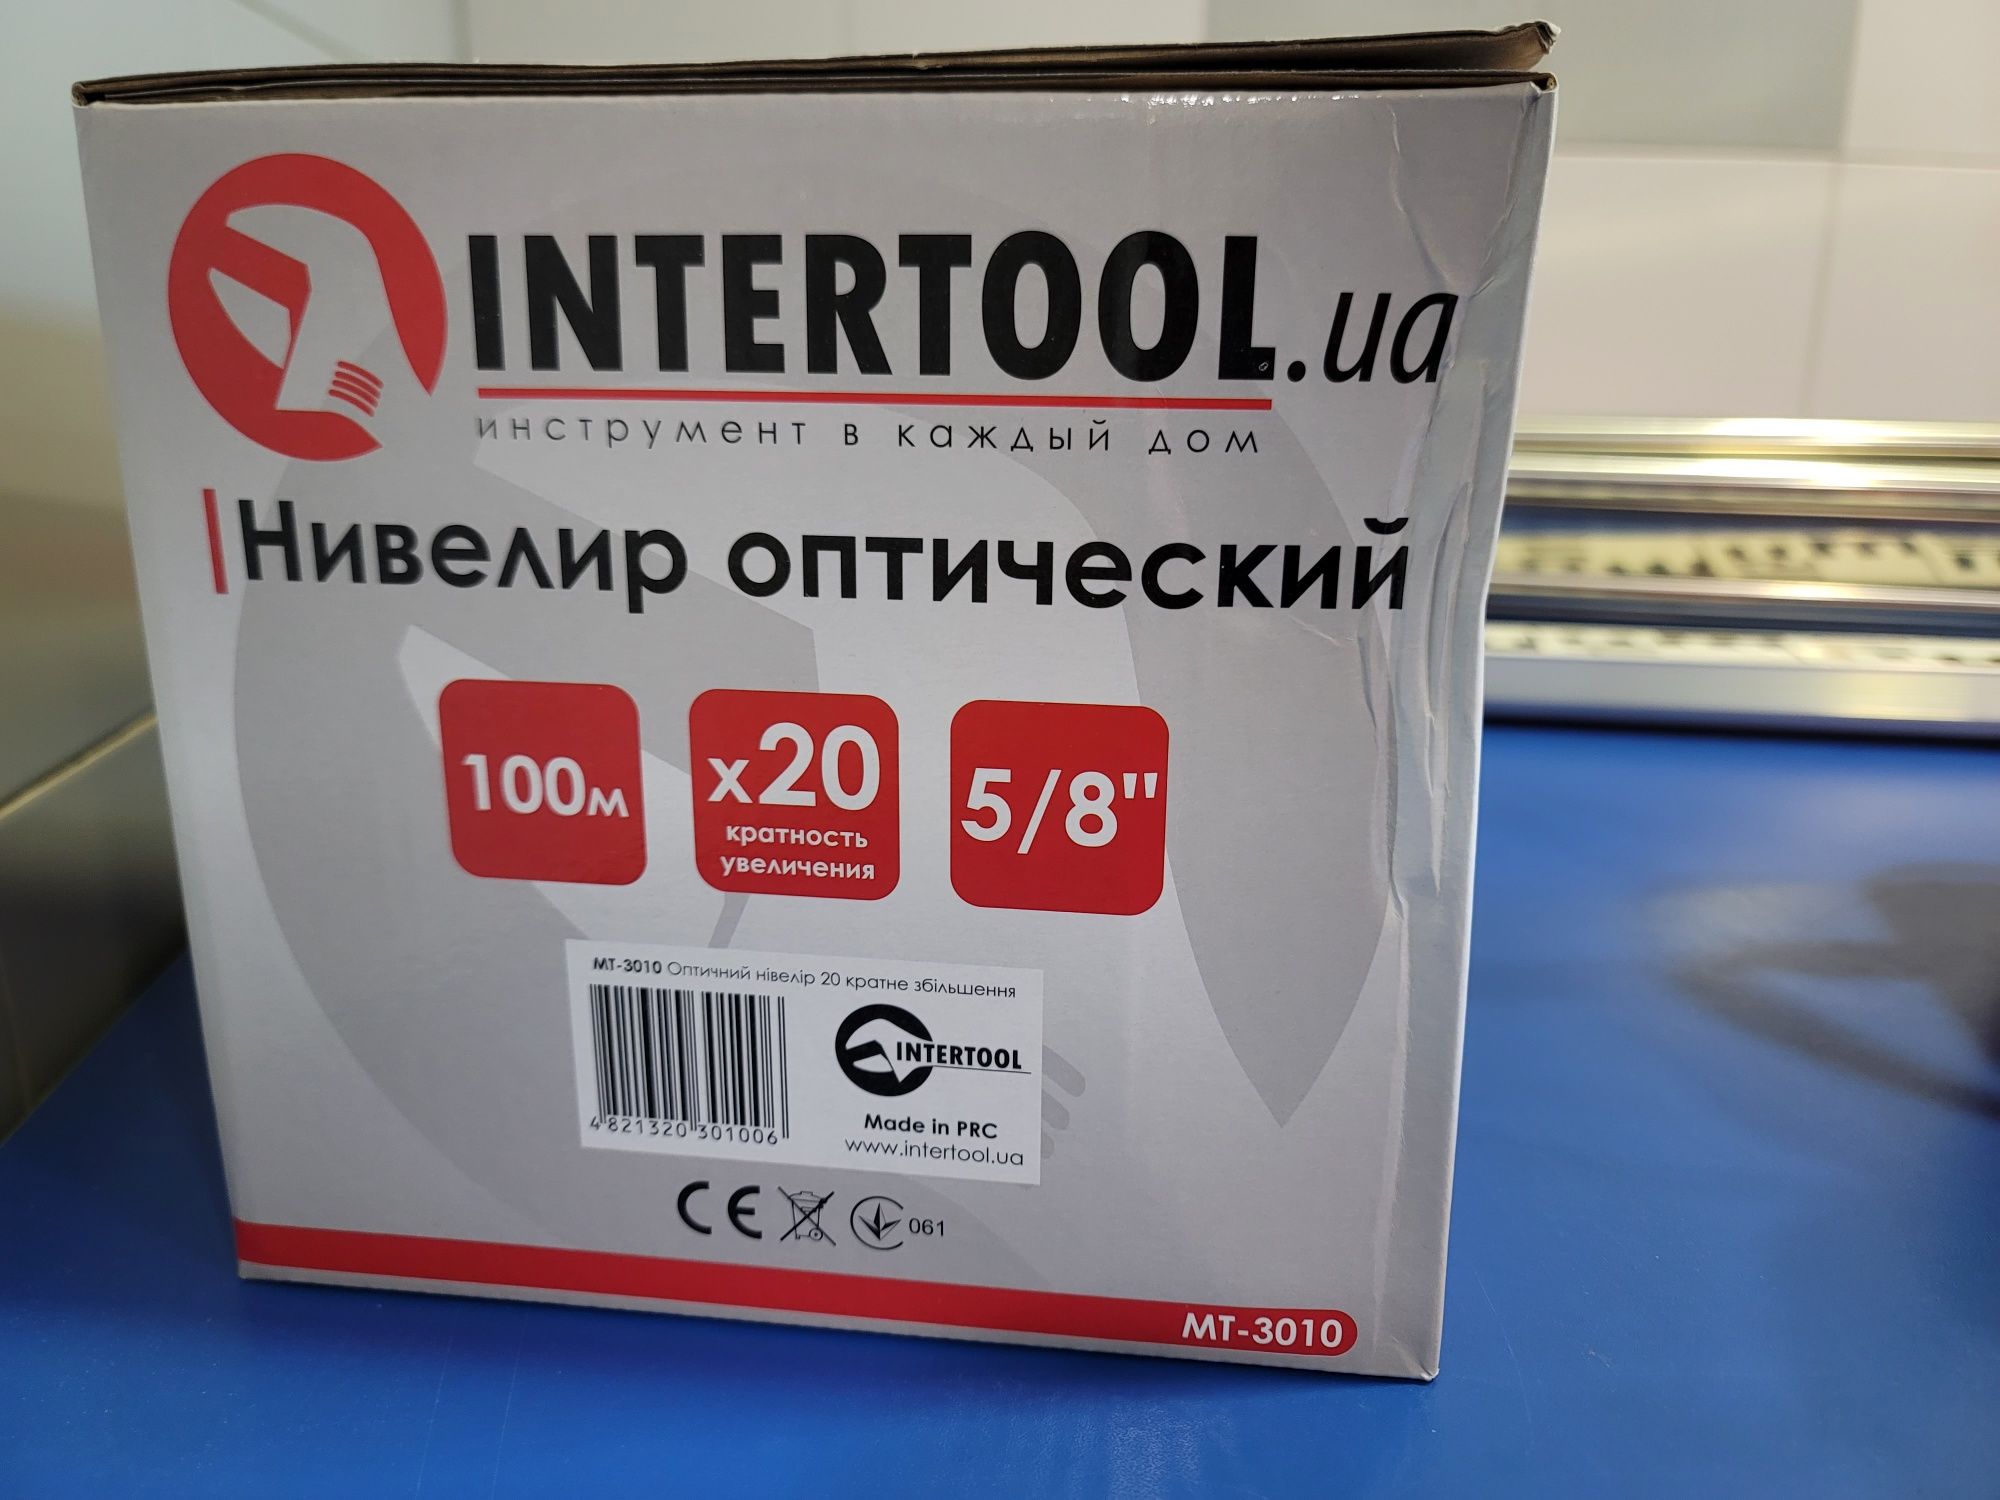 INTERTOOL.ua
инструмент в каждый дом
Нивелир оптический
100м
x20
кратность
увеличения
5/8"
MT-3010 Оптичний нівелір 20 кратне збільшення
INTERTOOL
4 821320 301006
Made in PRC
www.intertool.ua
CE
061
MT-3010